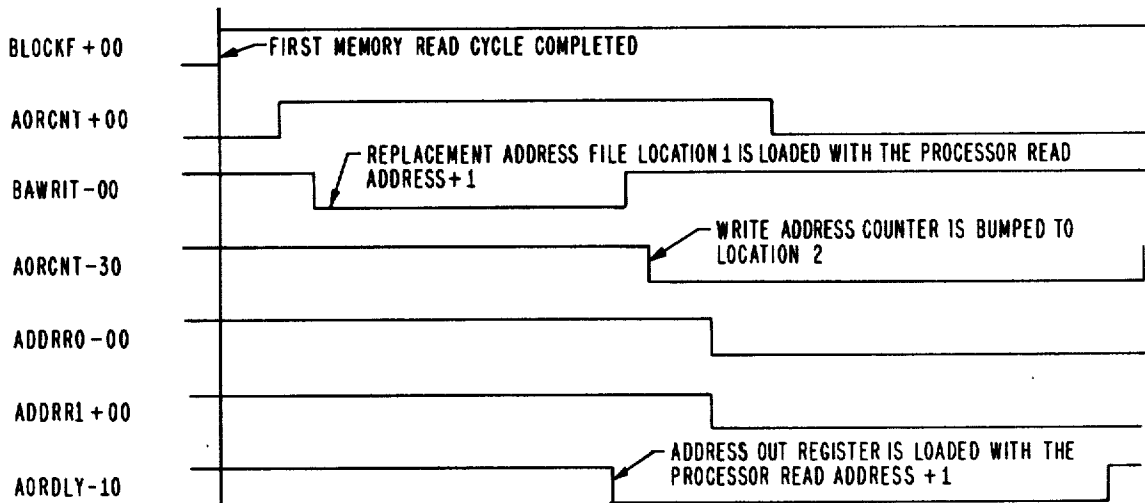 BLOCKF+00
FIRST MEMORY READ CYCLE COMPLETED
AORCNT+00
REPLACEMENT ADDRESS FILE LOCATION 1 IS LOADED WITH THE PROCESSOR READ
ADDRESS+1
BAWRIT-00
WRITE ADDRESS COUNTER IS BUMPED TO
LOCATION 2
AORCNT-30
ADDRR0-00
ADDRR1+00
ADDRESS OUT REGISTER IS LOADED WITH THE
PROCESSOR READ ADDRESS +1
AORDLY-10